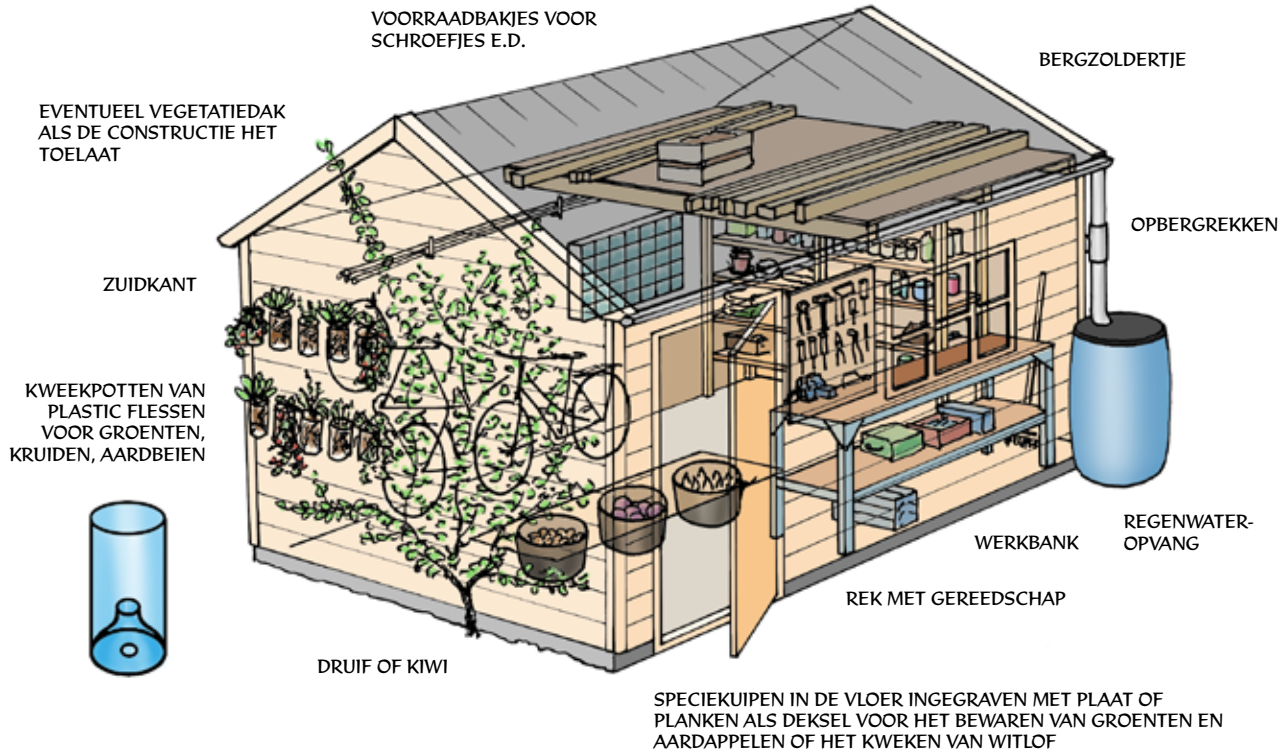 VOORRAADBAKJES VOOR
SCHROEFJES E.D.
BERGZOLDERTJE
EVENTUEEL VEGETATIEDAK
ALS DE CONSTRUCTIE HET
TOELAAT
OPBERGREKKEN
ZUIDKANT
KWEEKPOTTEN VAN
PLASTIC FLESSEN
VOOR GROENTEN,
KRUIDEN, AARDBEIEN
REGENWATER-
OPVANG
WERKBANK
REK MET GEREEDSCHAP
DRUIF OF KIWI
SPECIEKUIPEN IN DE VLOER INGEGRAVEN MET PLAAT OF
PLANKEN ALS DEKSEL VOOR HET BEWAREN VAN GROENTEN EN
AARDAPPELEN OF HET KWEKEN VAN WITLOF